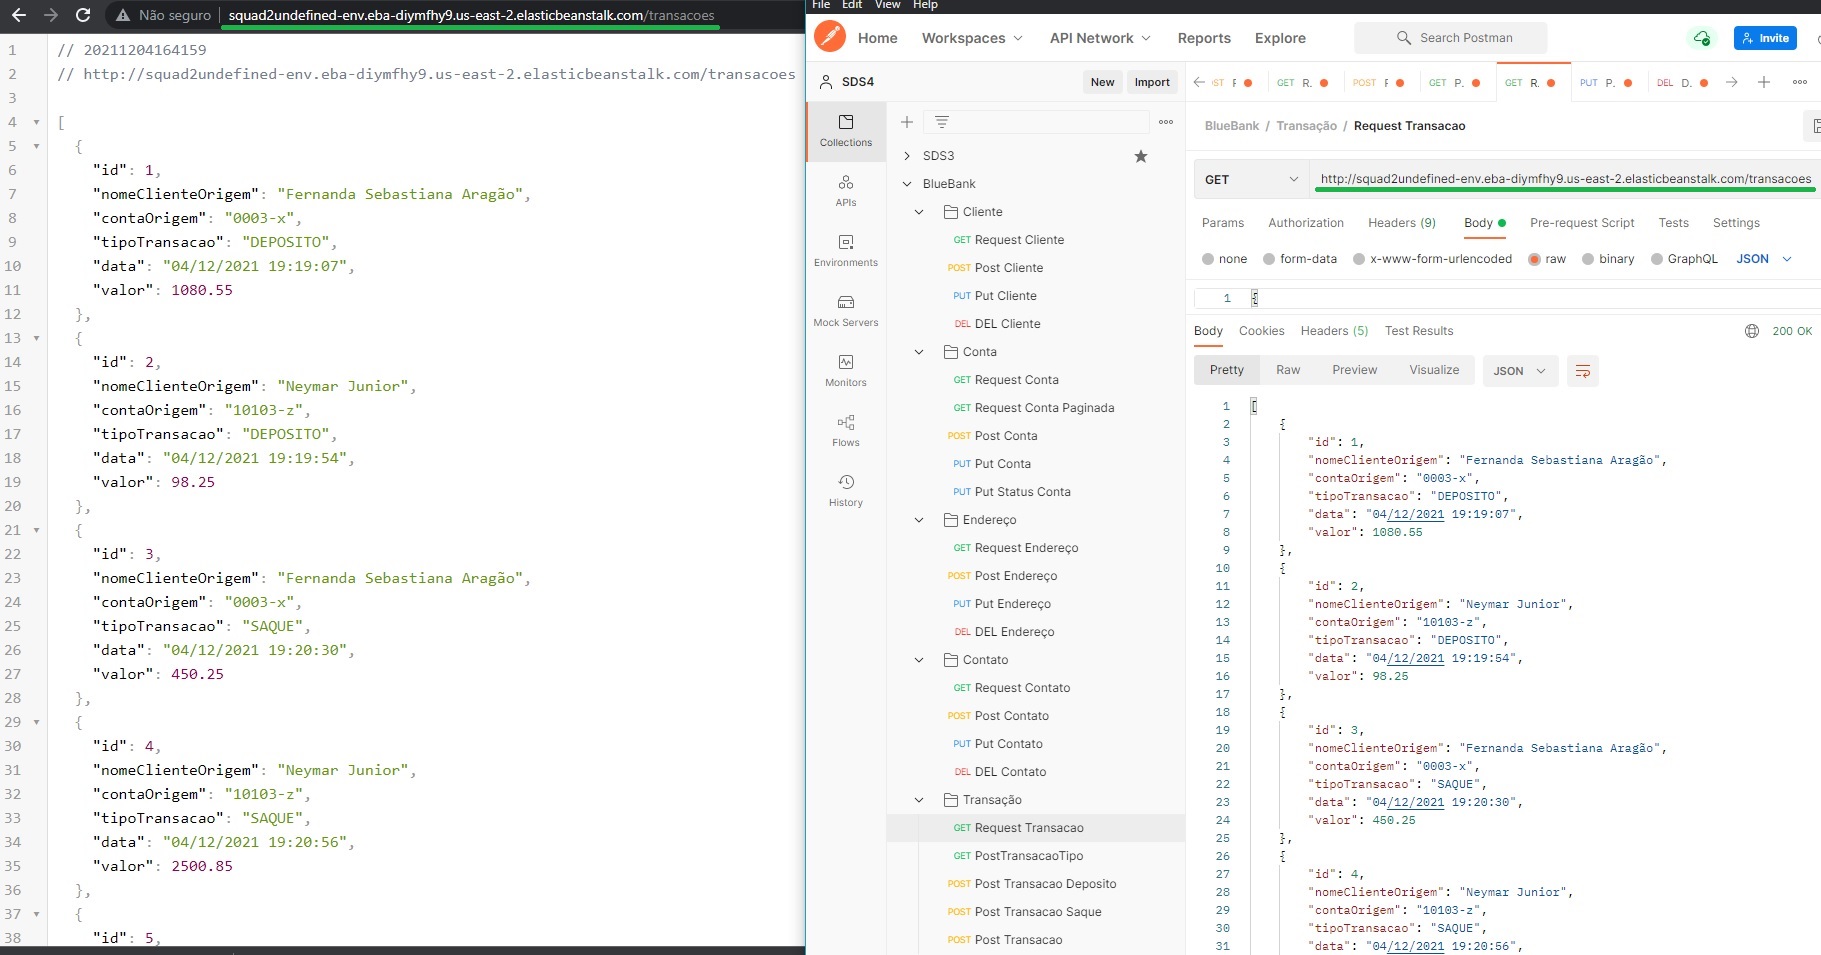 Não seguro squad2undefined-env.eba-diymfhy9.us-east-2.elasticbeanstalk.com/transacoes
1 // 20211204164159
2 // http://squad2undefined-env.eba-diymfhy9.us-east-2.elasticbeanstalk.com/transacoes
3
4 [
5 {
6 "id": 1,
7 "nomeClienteOrigem": "Fernanda Sebastiana Aragão",
8 "contaOrigem": "0003-x",
9 "tipoTransacao": "DEPOSITO",
10 "data": "04/12/2021 19:19:07",
11 "valor": 1080.55
12 },
13 {
14 "id": 2,
15 "nomeClienteOrigem": "Neymar Junior",
16 "contaOrigem": "10103-z",
17 "tipoTransacao": "DEPOSITO",
18 "data": "04/12/2021 19:19:54",
19 "valor": 98.25
20 },
21 {
22 "id": 3,
23 "nomeClienteOrigem": "Fernanda Sebastiana Aragão",
24 "contaOrigem": "0003-x",
25 "tipoTransacao": "SAQUE",
26 "data": "04/12/2021 19:20:30",
27 "valor": 450.25
28 },
29 {
30 "id": 4,
31 "nomeClienteOrigem": "Neymar Junior",
32 "contaOrigem": "10103-z",
33 "tipoTransacao": "SAQUE",
34 "data": "04/12/2021 19:20:56",
35 "valor": 2500.85
36 },
37 {
38 "id": 5,
File Edit View Help
Home Workspaces API Network Reports Explore Search Postman Invite
SDS4 New Import
Collections
APIs
Environments
Mock Servers
Monitors
Flows
History
SDS3
BlueBank
Cliente
GET Request Cliente
POST Post Cliente
PUT Put Cliente
DEL DEL Cliente
Conta
GET Request Conta
GET Request Conta Paginada
POST Post Conta
PUT Put Conta
PUT Put Status Conta
Endereço
GET Request Endereço
POST Post Endereço
PUT Put Endereço
DEL DEL Endereço
Contato
GET Request Contato
POST Post Contato
PUT Put Contato
DEL DEL Contato
Transação
GET Request Transacao
GET PostTransacaoTipo
POST Post Transacao Deposito
POST Post Transacao Saque
POST Post Transacao
GET R. POST GET P. GET R. PUT P. DEL D.
BlueBank / Transação / Request Transacao
GET http://squad2undefined-env.eba-diymfhy9.us-east-2.elasticbeanstalk.com/transacoes
Params Authorization Headers (9) Body Pre-request Script Tests Settings
none form-data x-www-form-urlencoded raw binary GraphQL JSON
1 {
Body Cookies Headers (5) Test Results 200 OK
Pretty Raw Preview Visualize JSON
1 [
2 {
3 "id": 1,
4 "nomeClienteOrigem": "Fernanda Sebastiana Aragão",
5 "contaOrigem": "0003-x",
6 "tipoTransacao": "DEPOSITO",
7 "data": "04/12/2021 19:19:07",
8 "valor": 1080.55
9 },
10 {
11 "id": 2,
12 "nomeClienteOrigem": "Neymar Junior",
13 "contaOrigem": "10103-z",
14 "tipoTransacao": "DEPOSITO",
15 "data": "04/12/2021 19:19:54",
16 "valor": 98.25
17 },
18 {
19 "id": 3,
20 "nomeClienteOrigem": "Fernanda Sebastiana Aragão",
21 "contaOrigem": "0003-x",
22 "tipoTransacao": "SAQUE",
23 "data": "04/12/2021 19:20:30",
24 "valor": 450.25
25 },
26 {
27 "id": 4,
28 "nomeClienteOrigem": "Neymar Junior",
29 "contaOrigem": "10103-z",
30 "tipoTransacao": "SAQUE",
31 "data": "04/12/2021 19:20:56",